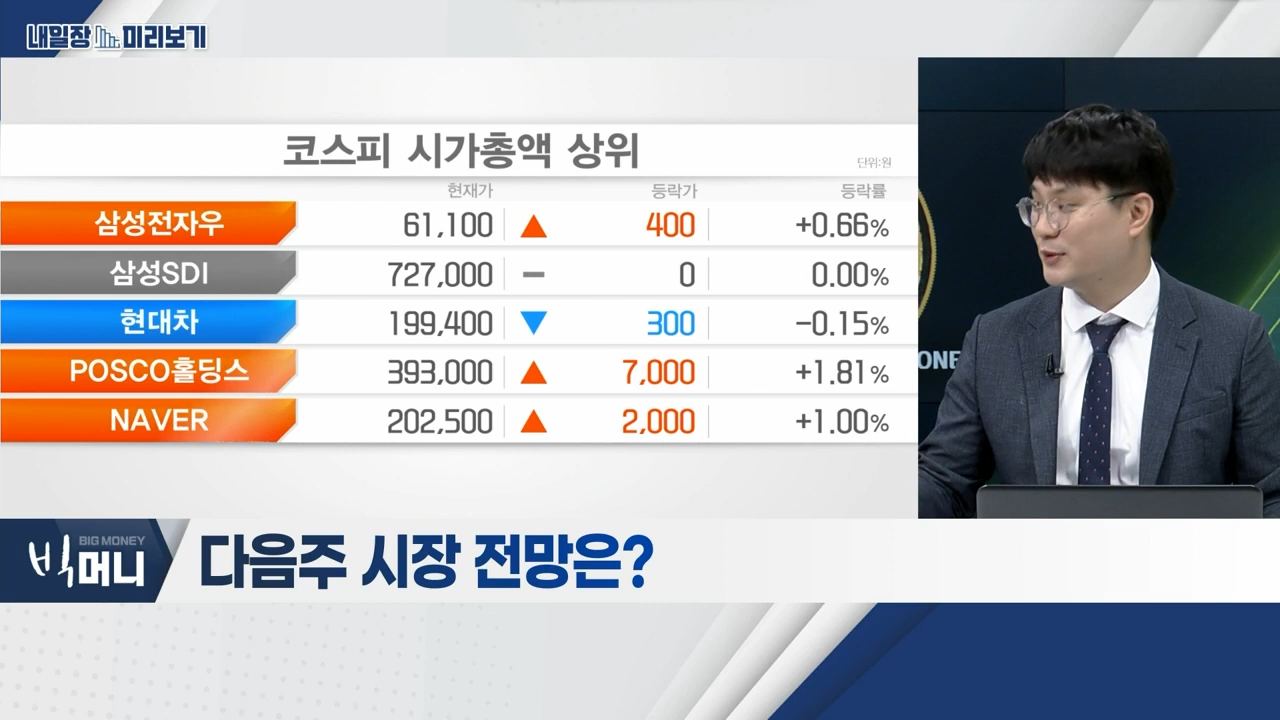 내일장 미리보기
코스피 시가총액 상위
단위:원
현재가 등락가 등락률
삼성전자우 61,100 ▲ 400 +0.66%
삼성SDI 727,000 － 0 0.00%
현대차 199,400 ▼ 300 -0.15%
POSCO홀딩스 393,000 ▲ 7,000 +1.81%
NAVER 202,500 ▲ 2,000 +1.00%
ONE
BIG MONEY
빅머니
다음주 시장 전망은?